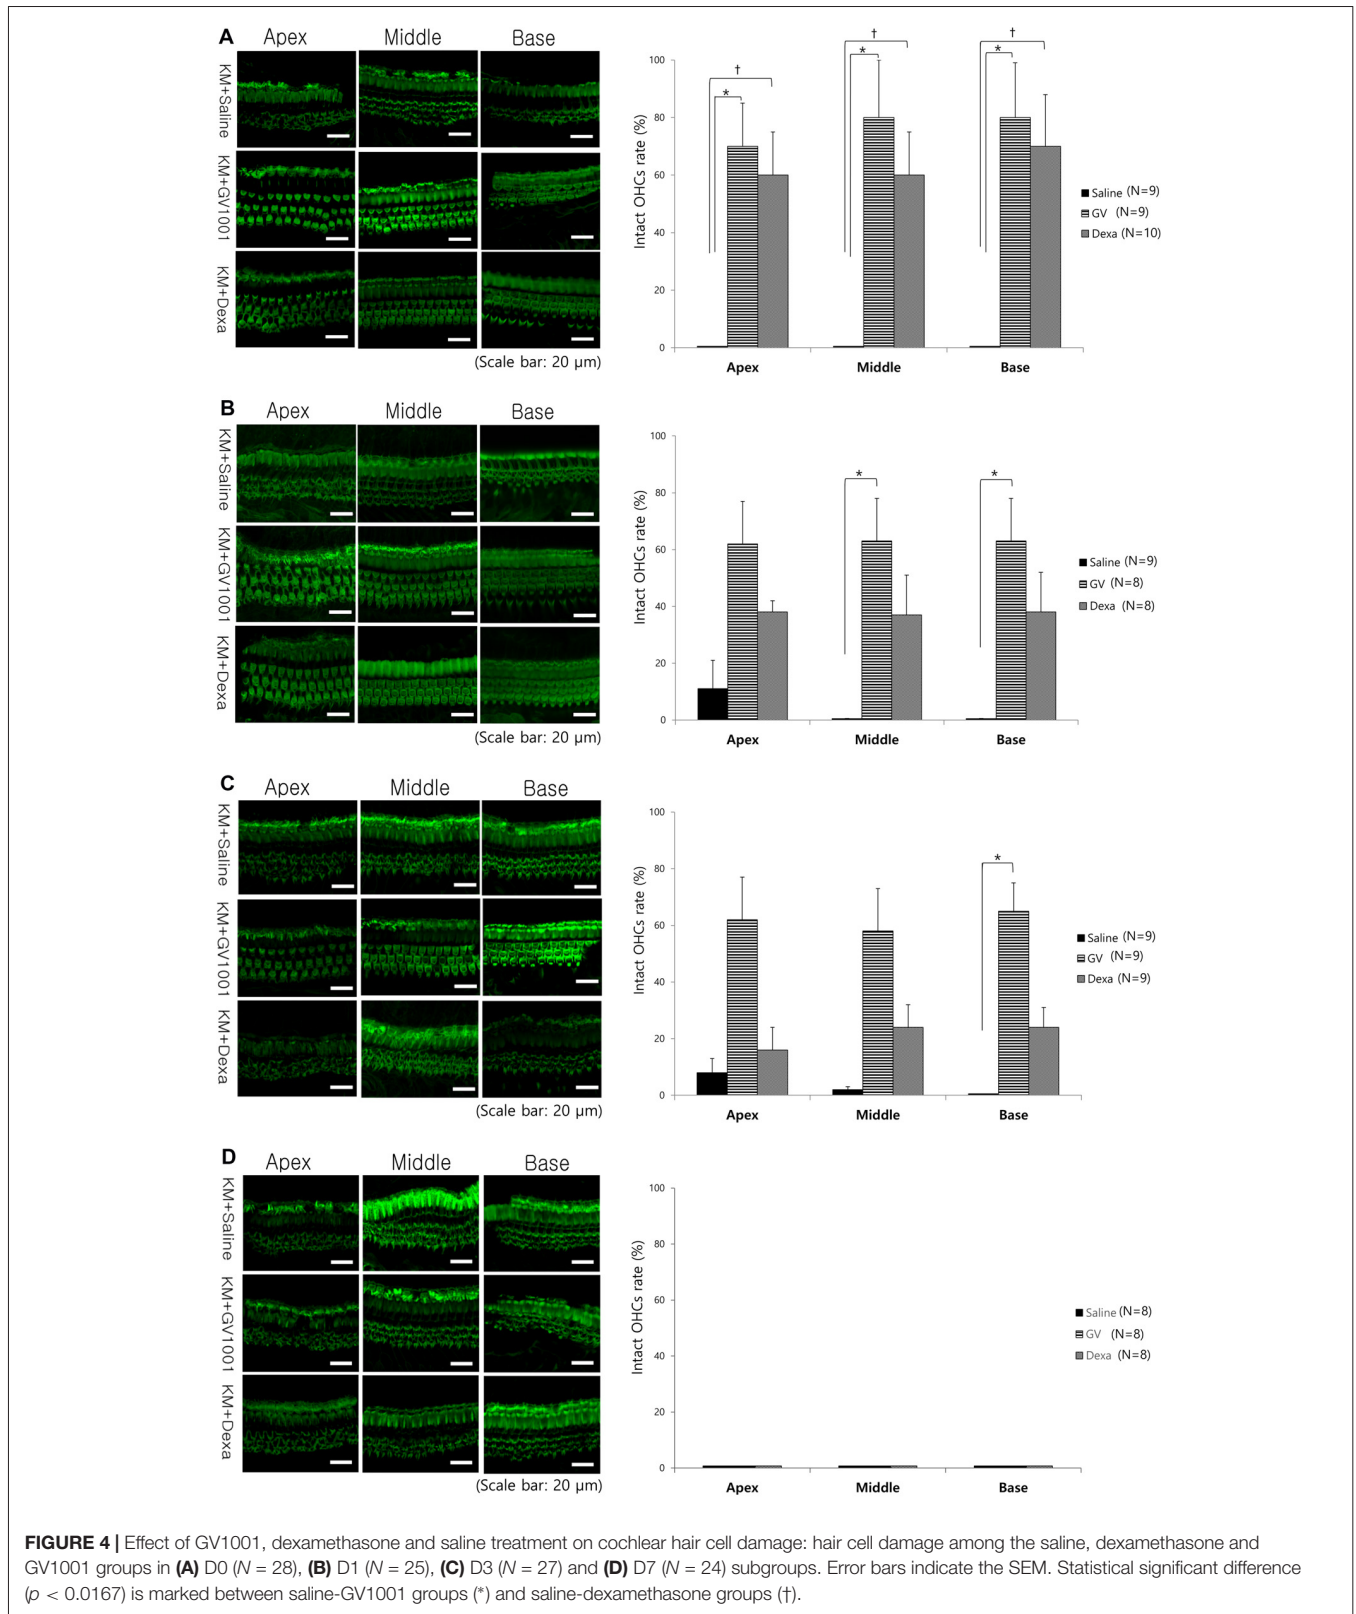 A
Apex Middle Base
KM+Saline
KM+GV1001
KM+Dexa
(Scale bar: 20 µm)
Intact OHCs rate (%)
100
80
60
40
20
0
* †
* †
* †
Apex Middle Base
Saline (N=9)
GV (N=9)
Dexa (N=10)
B
Apex Middle Base
KM+Saline
KM+GV1001
KM+Dexa
(Scale bar: 20 µm)
Intact OHCs rate (%)
100
80
60
40
20
0
*
*
Apex Middle Base
Saline (N=9)
GV (N=8)
Dexa (N=8)
C
Apex Middle Base
KM+Saline
KM+GV1001
KM+Dexa
(Scale bar: 20 µm)
Intact OHCs rate (%)
100
80
60
40
20
0
*
Apex Middle Base
Saline (N=9)
GV (N=9)
Dexa (N=9)
D
Apex Middle Base
KM+Saline
KM+GV1001
KM+Dexa
(Scale bar: 20 µm)
Intact OHCs rate (%)
100
80
60
40
20
0
Apex Middle Base
Saline (N=8)
GV (N=8)
Dexa (N=8)
FIGURE 4 | Effect of GV1001, dexamethasone and saline treatment on cochlear hair cell damage: hair cell damage among the saline, dexamethasone and
GV1001 groups in (A) D0 (N = 28), (B) D1 (N = 25), (C) D3 (N = 27) and (D) D7 (N = 24) subgroups. Error bars indicate the SEM. Statistical significant difference
(p < 0.0167) is marked between saline-GV1001 groups (*) and saline-dexamethasone groups (†).